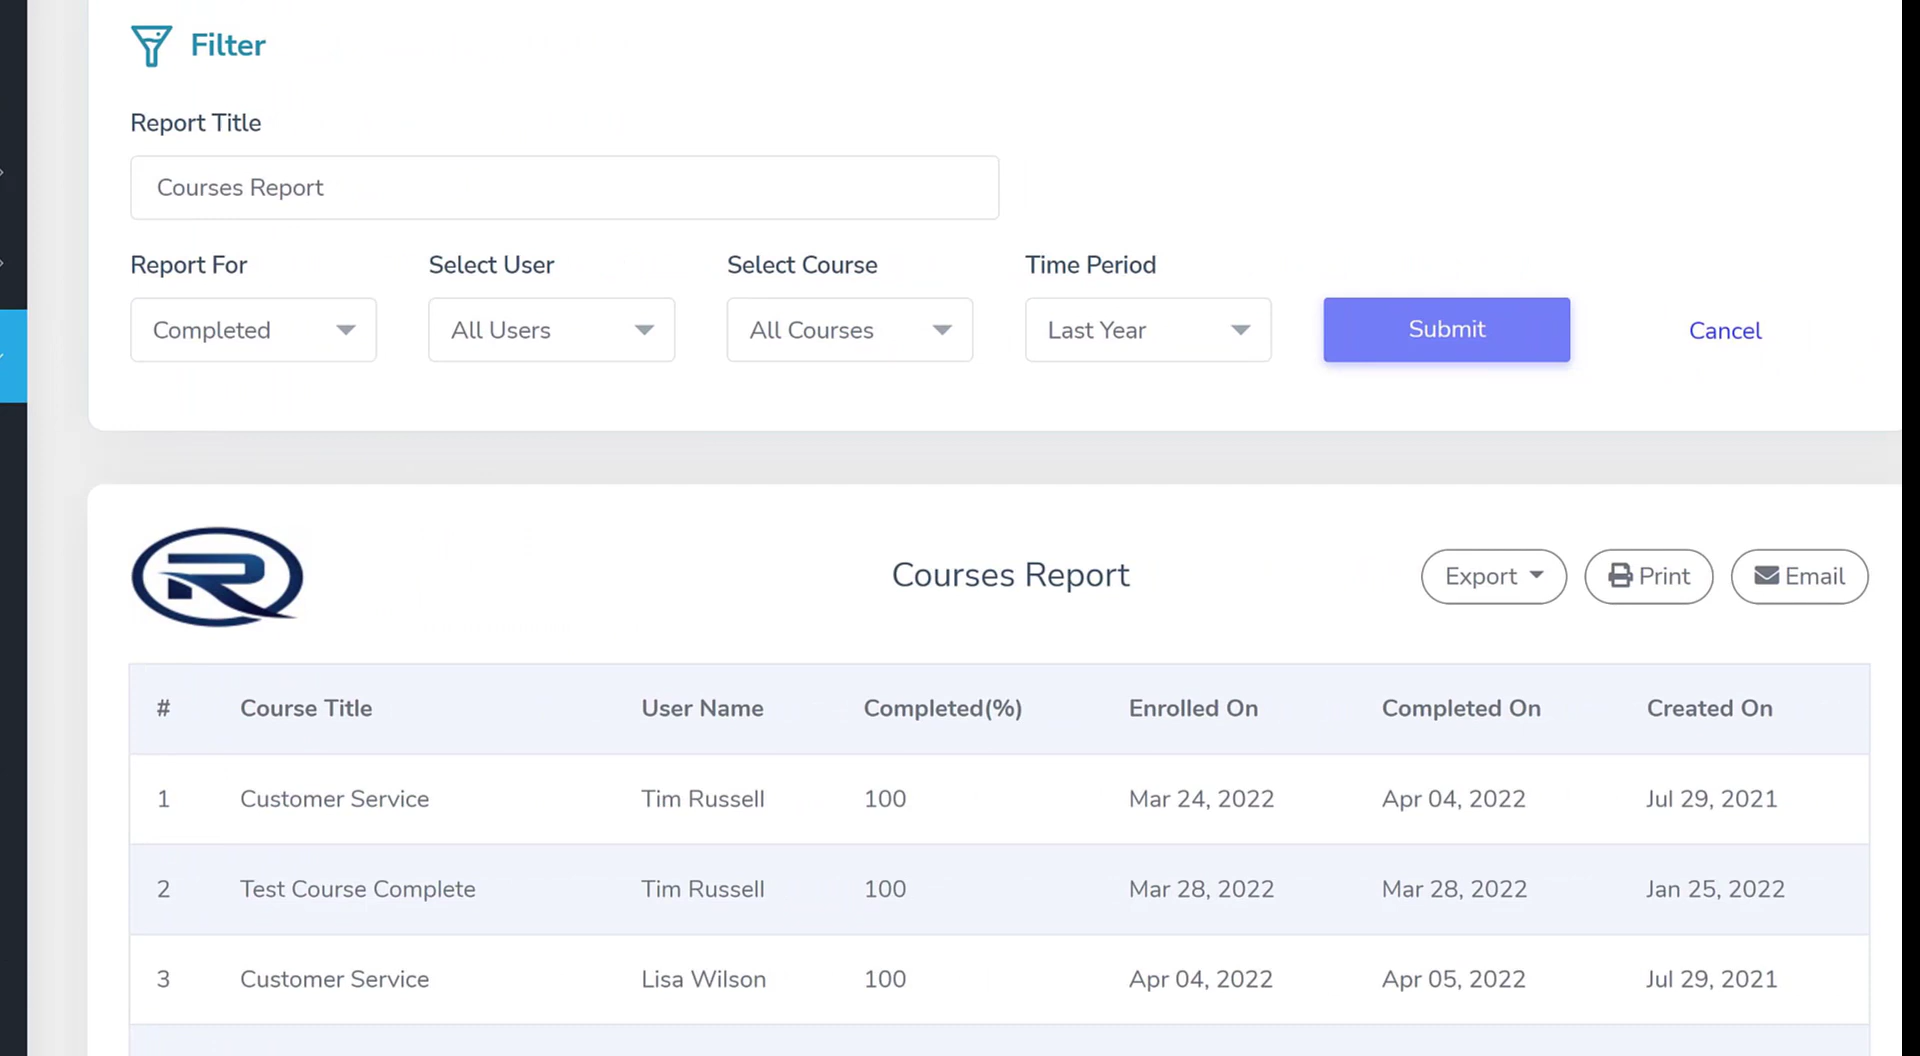 Filter
Report Title
Courses Report
Report For Select User Select Course Time Period
Completed All Users All Courses Last Year Submit Cancel
R Courses Report Export Print Email
# Course Title User Name Completed(%) Enrolled On Completed On Created On
1 Customer Service Tim Russell 100 Mar 24, 2022 Apr 04, 2022 Jul 29, 2021
2 Test Course Complete Tim Russell 100 Mar 28, 2022 Mar 28, 2022 Jan 25, 2022
3 Customer Service Lisa Wilson 100 Apr 04, 2022 Apr 05, 2022 Jul 29, 2021